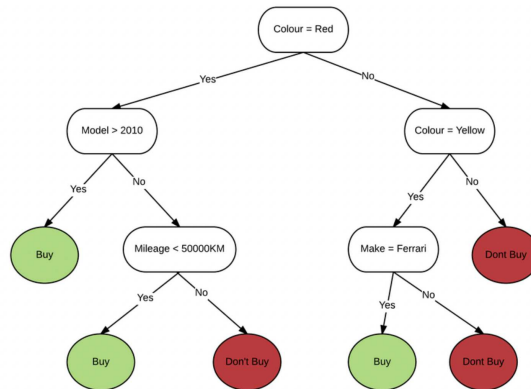 Colour = Red
Yes
No
Model > 2010
Colour = Yellow
Yes
No
Yes
No
Buy
Mileage < 50000KM
Make = Ferrari
Dont Buy
Yes
No
Yes
No
Buy
Don't Buy
Buy
Dont Buy